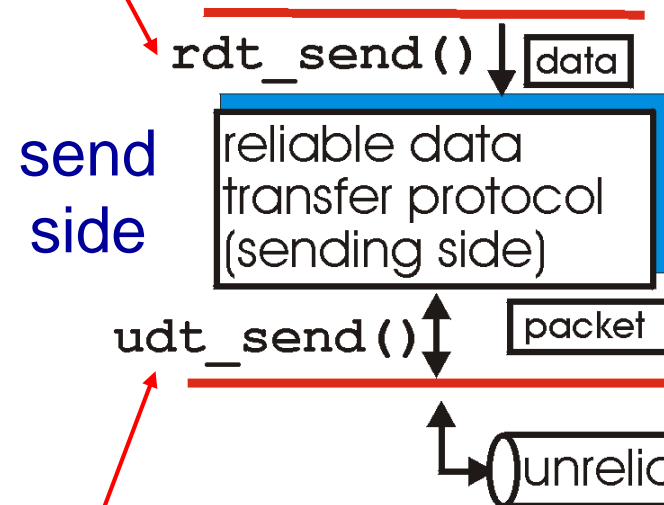 rdt_send()
data
send
side
reliable data
transfer protocol
(sending side)
udt_send()
packet